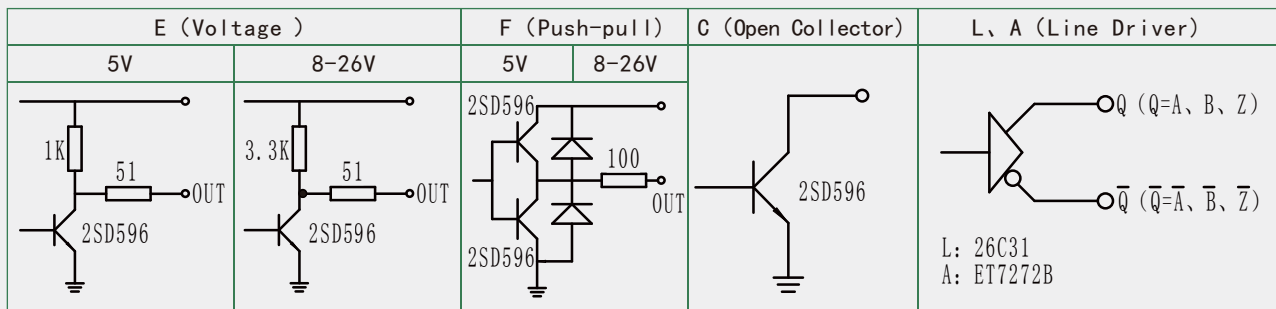 E (Voltage )
F (Push-pull)
C (Open Collector)
L、A (Line Driver)
5V
8-26V
5V
8-26V
1K
51
OUT
2SD596
3.3K
51
OUT
2SD596
2SD596
100
OUT
2SD596
2SD596
Q (Q=A、B、Z)
Q̅ (Q̅=A̅、B̅、Z̅)
L: 26C31
A: ET7272B